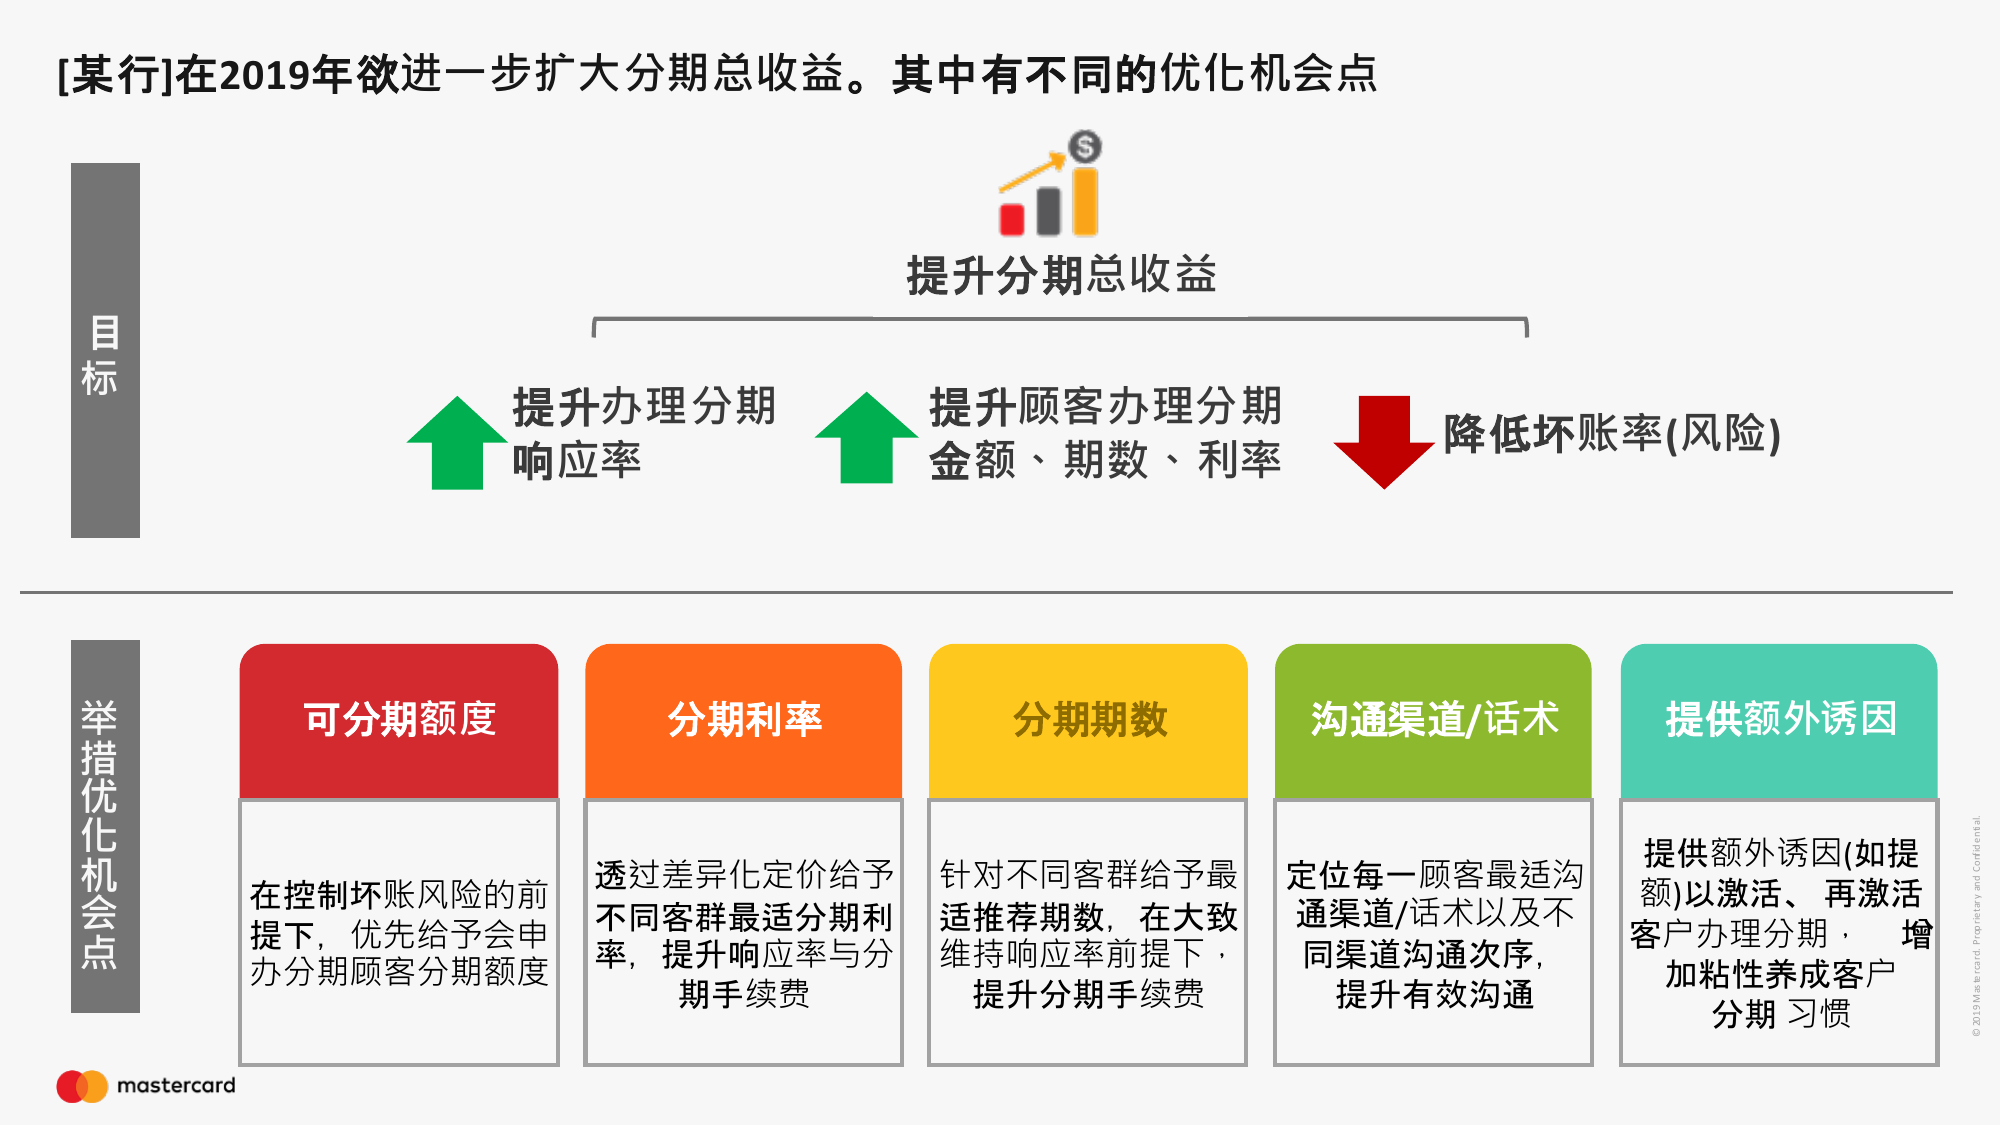 [某行]在2019年欲进一步扩大分期总收益。其中有不同的优化机会点
$
提升分期总收益
目
标
提升办理分期
响应率
提升顾客办理分期
金额、期数、利率
降低坏账率(风险)
举
措
优
化
机
会
点
可分期额度
在控制坏账风险的前
提下, 优先给予会申
办分期顾客分期额度
分期利率
透过差异化定价给予
不同客群最适分期利
率, 提升响应率与分
期手续费
分期期数
针对不同客群给予最
适推荐期数, 在大致
维持响应率前提下,
提升分期手续费
沟通渠道/话术
定位每一顾客最适沟
通渠道/话术以及不
同渠道沟通次序,
提升有效沟通
提供额外诱因
提供额外诱因(如提
额)以激活、 再激活
客户办理分期, 增
加粘性养成客户
分期 习惯
mastercard
©2019 Mastercard. Proprietary and Confidential.